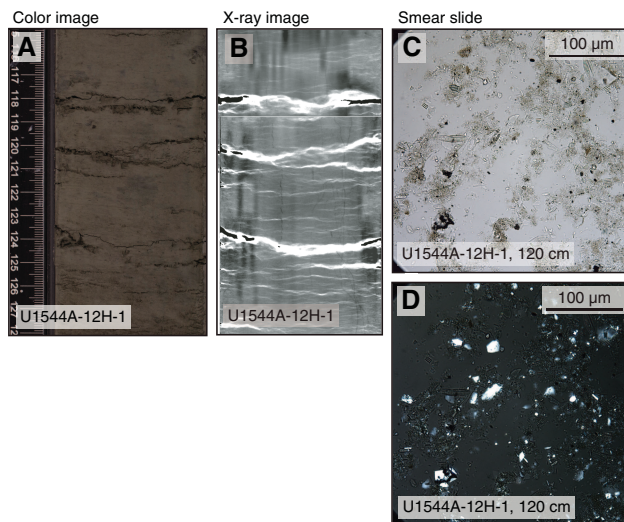 Color image
X-ray image
Smear slide
A
B
C
100 µm
117
118
119
120
121
122
123
124
125
126
127
U1544A-12H-1
U1544A-12H-1
U1544A-12H-1, 120 cm
D
100 µm
U1544A-12H-1, 120 cm